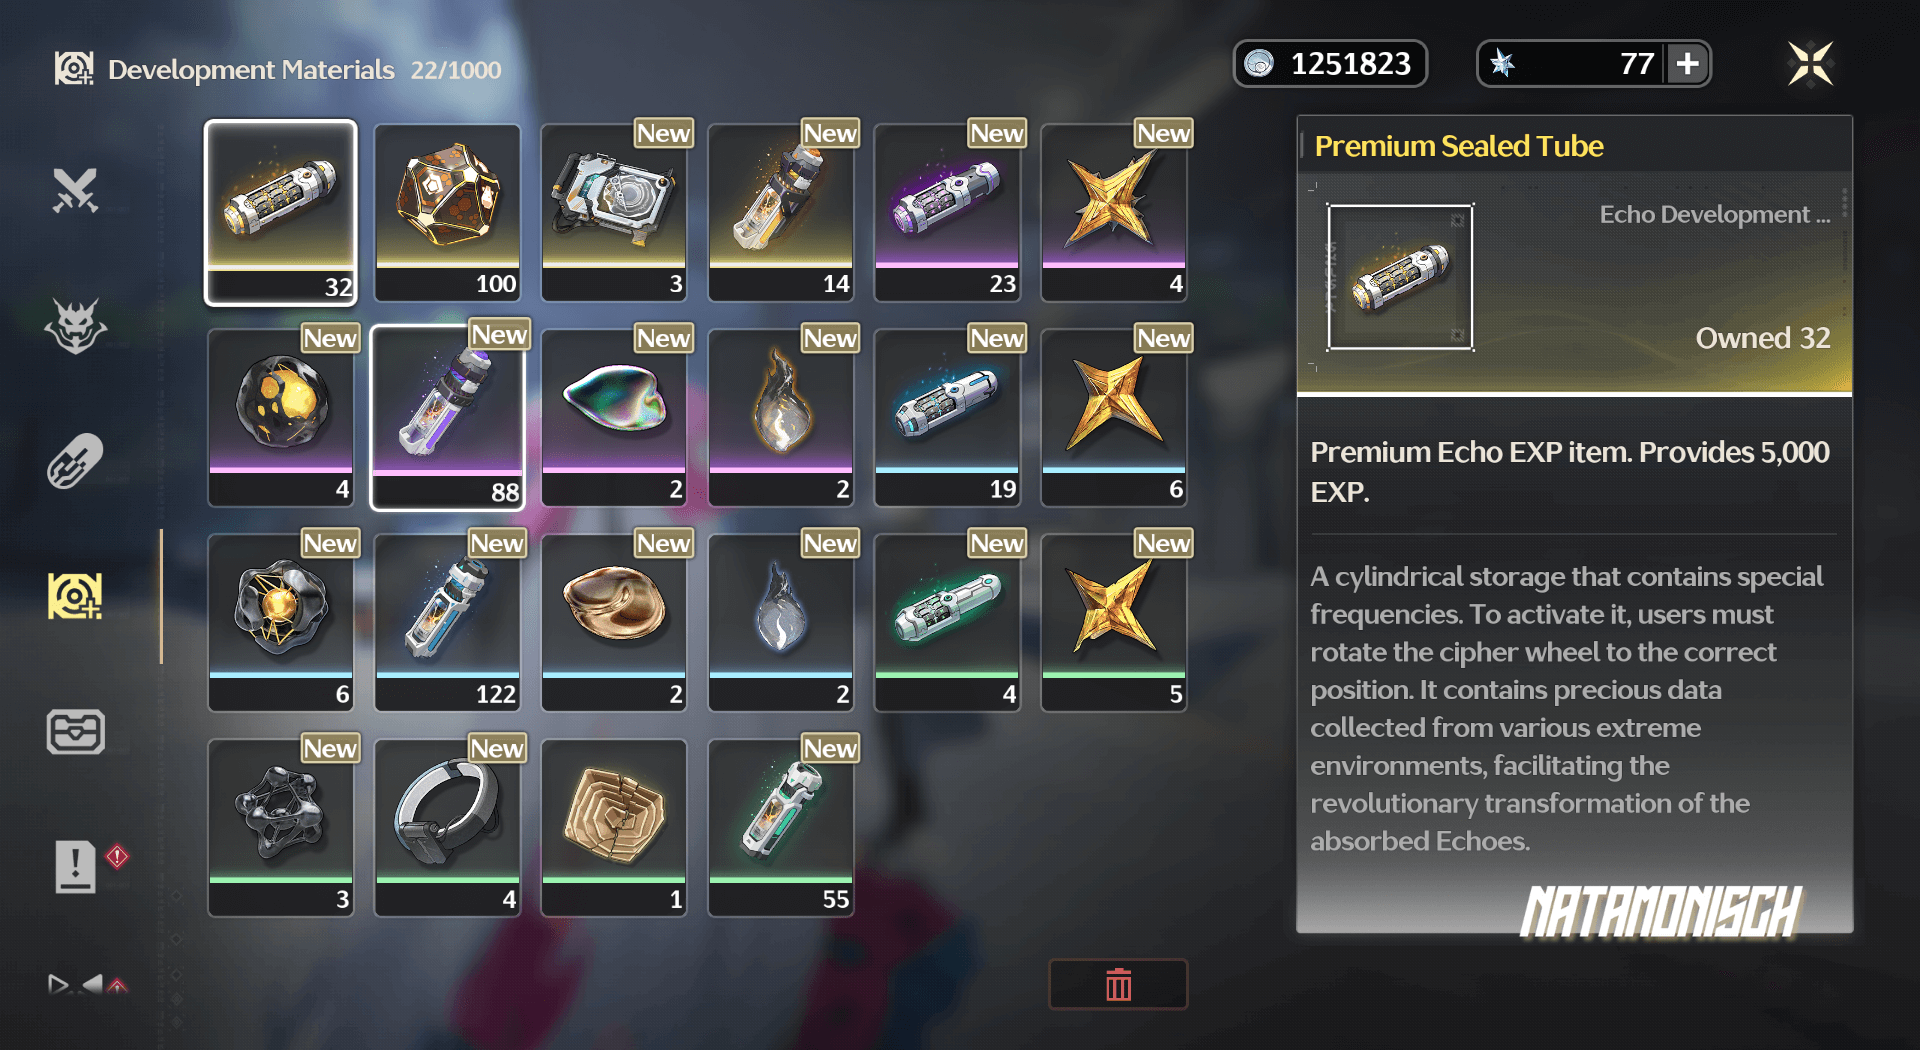 Development Materials 22/1000
1251823
77
32
100
New
3
New
14
New
23
New
4
New
4
New
88
New
2
New
2
New
19
New
6
New
6
New
122
New
2
New
2
New
4
New
5
New
3
New
4
New
1
New
55
Premium Sealed Tube
Echo Development ...
Owned 32
Premium Echo EXP item. Provides 5,000
EXP.
A cylindrical storage that contains special
frequencies. To activate it, users must
rotate the cipher wheel to the correct
position. It contains precious data
collected from various extreme
environments, facilitating the
revolutionary transformation of the
absorbed Echoes.
NATAMONISCH